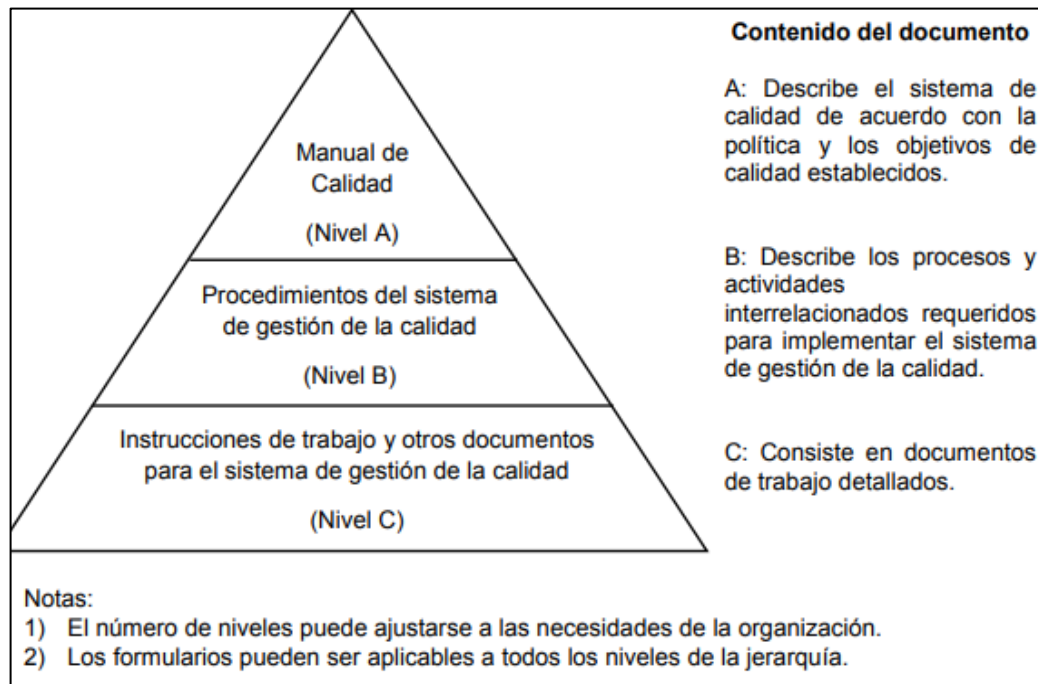 Manual de
Calidad
(Nivel A)
Procedimientos del sistema
de gestión de la calidad
(Nivel B)
Instrucciones de trabajo y otros documentos
para el sistema de gestión de la calidad
(Nivel C)
Contenido del documento
A: Describe el sistema de
calidad de acuerdo con la
política y los objetivos de
calidad establecidos.
B: Describe los procesos y
actividades
interrelacionados requeridos
para implementar el sistema
de gestión de la calidad.
C: Consiste en documentos
de trabajo detallados.
Notas:
1) El número de niveles puede ajustarse a las necesidades de la organización.
2) Los formularios pueden ser aplicables a todos los niveles de la jerarquía.